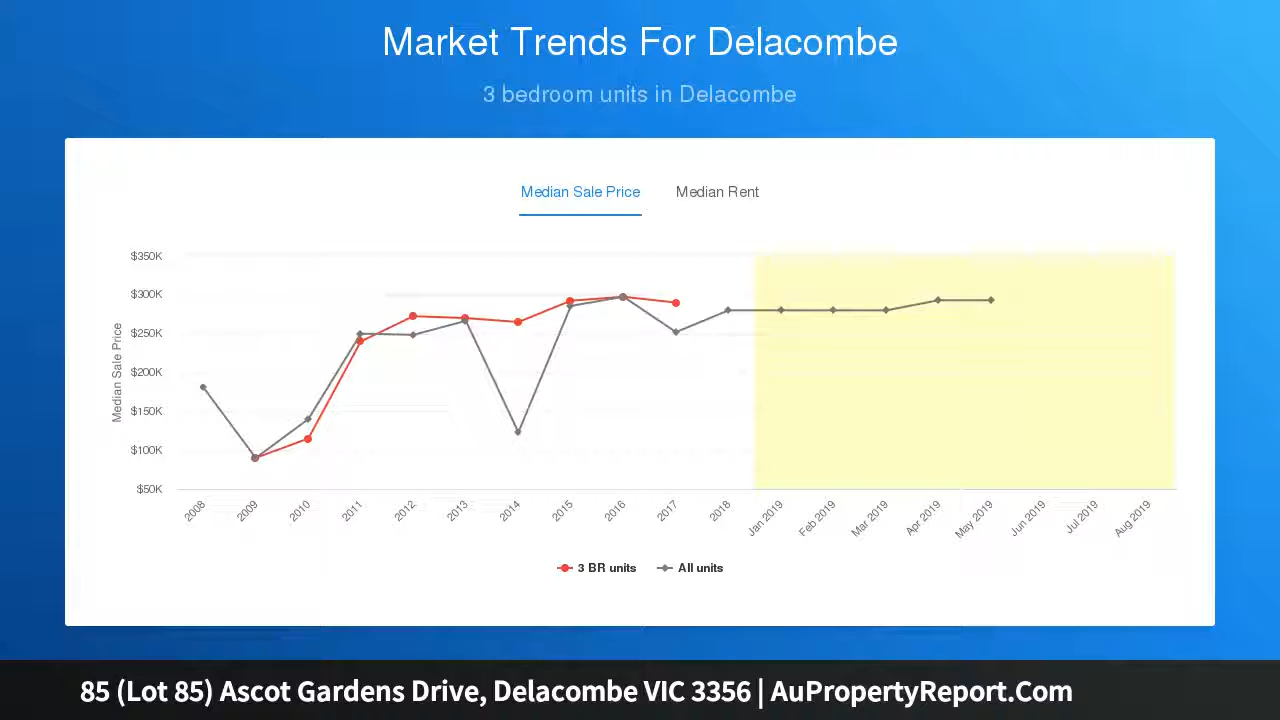 Market Trends For Delacombe
3 bedroom units in Delacombe
Median Sale Price Median Rent
Median Sale Price
$350K
$300K
$250K
$200K
$150K
$100K
$50K
2008 2009 2010 2011 2012 2013 2014 2015 2016 2017 2018 Jan 2019 Feb 2019 Mar 2019 Apr 2019 May 2019 Jun 2019 Jul 2019 Aug 2019
3 BR units All units
85 (Lot 85) Ascot Gardens Drive, Delacombe VIC 3356 | AuPropertyReport.Com